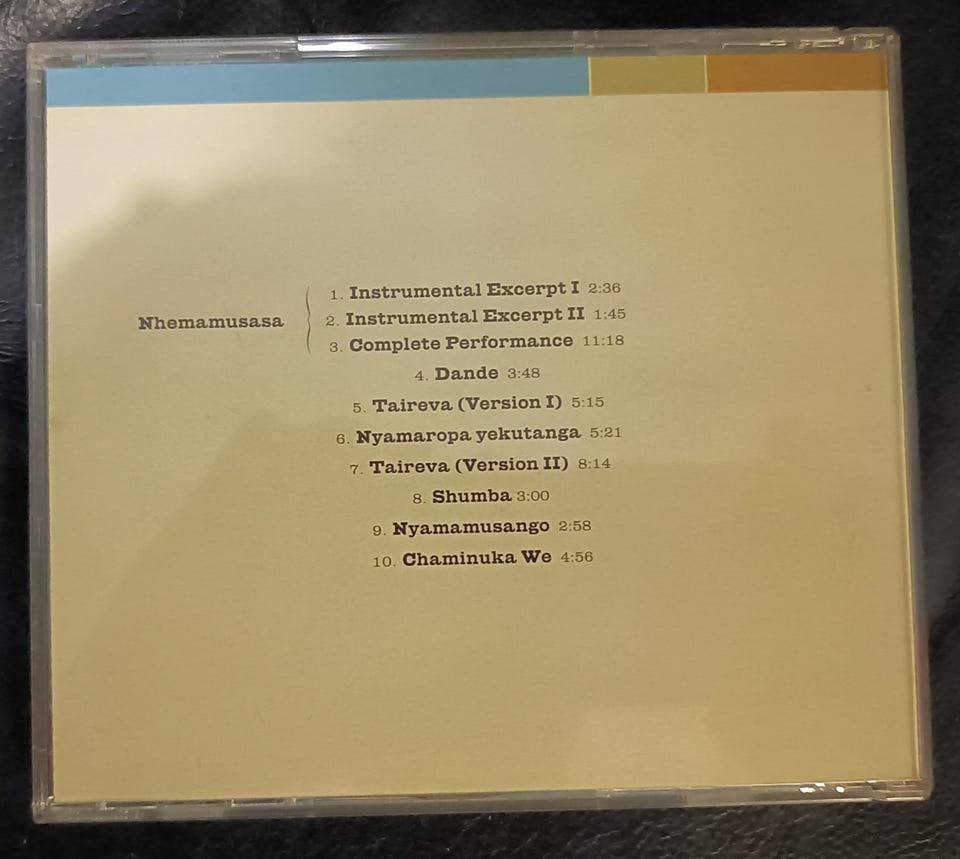 Nhemamusasa
1. Instrumental Excerpt I 2:36
2. Instrumental Excerpt II 1:45
3. Complete Performance 11:18
4. Dande 3:48
5. Taireva (Version I) 5:15
6. Nyamaropa yekutanga 5:21
7. Taireva (Version II) 8:14
8. Shumba 3:00
9. Nyamamusango 2:58
10. Chaminuka We 4:56